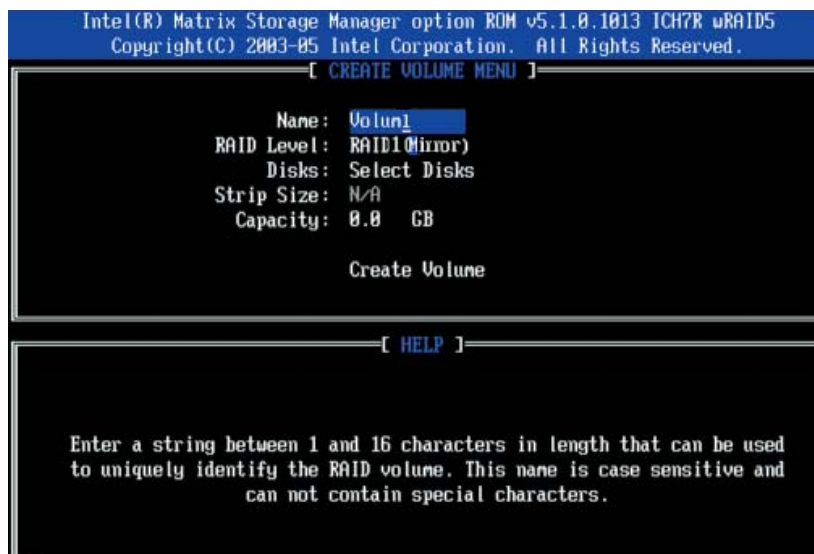 Intel(R) Matrix Storage Manager option ROM v5.1.0.1013 ICH7R wRAID5
Copyright(C) 2003-05 Intel Corporation. All Rights Reserved.
[ CREATE VOLUME MENU ]
Name: Volum1
RAID Level: RAID1(Mirror)
Disks: Select Disks
Strip Size: N/A
Capacity: 0.0 GB
Create Volume
[ HELP ]
Enter a string between 1 and 16 characters in length that can be used
to uniquely identify the RAID volume. This name is case sensitive and
can not contain special characters.